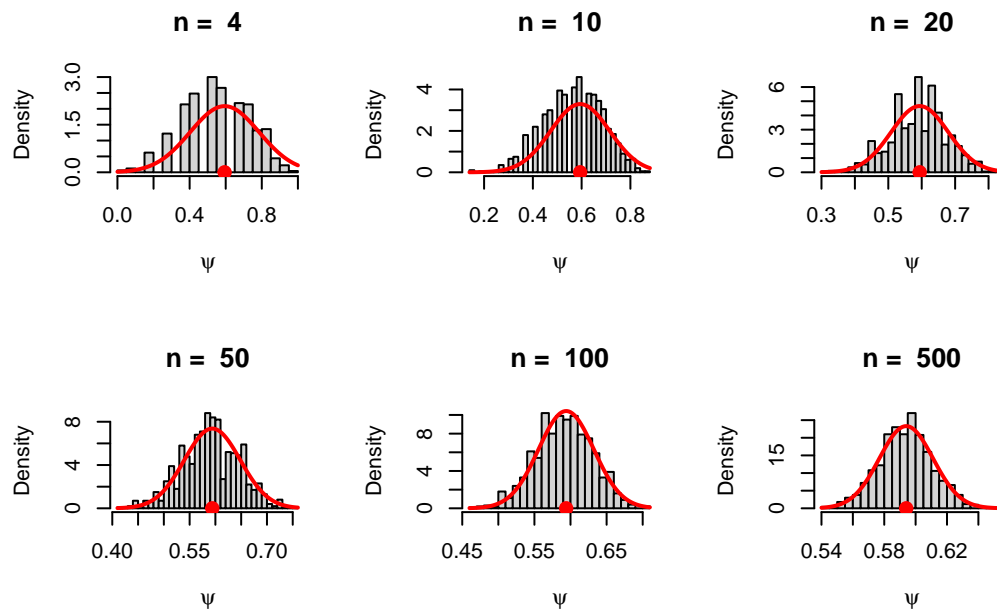 n = 4
n = 10
n = 20
Density
0.0 1.5 3.0
0.0 0.4 0.8
ψ
Density
0 2 4
0.2 0.4 0.6 0.8
ψ
Density
0 3 6
0.3 0.5 0.7
ψ
n = 50
n = 100
n = 500
Density
0 4 8
0.40 0.55 0.70
ψ
Density
0 4 8
0.45 0.55 0.65
ψ
Density
0 15
0.54 0.58 0.62
ψ